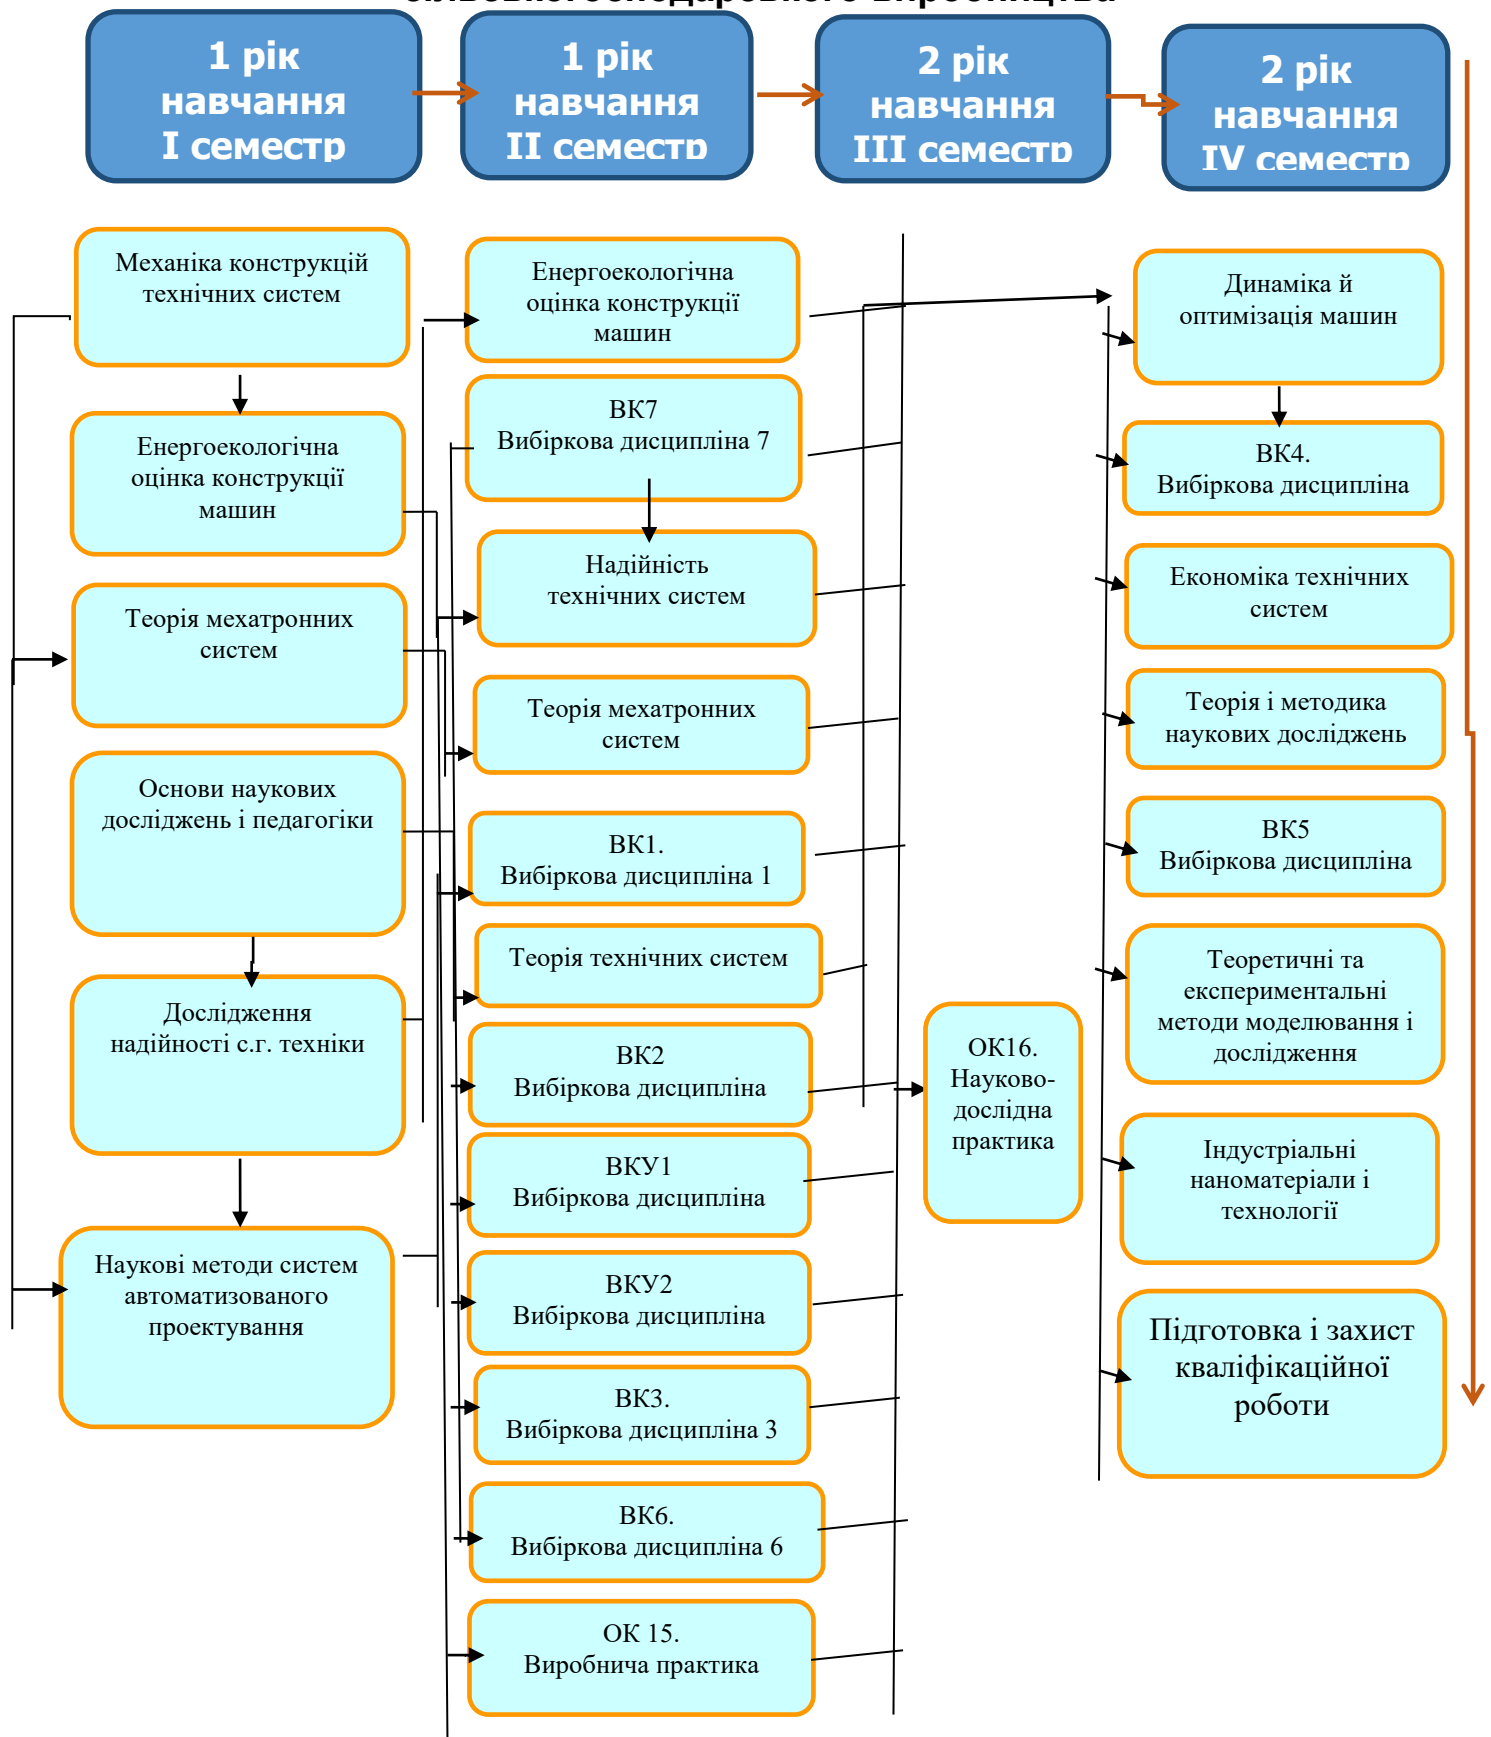 1 рік
навчання
I семестр
1 рік
навчання
II семестр
2 рік
навчання
III семестр
2 рік
навчання
IV семестр
Механіка конструкцій
технічних систем
Енергоекологічна
оцінка конструкції
машин
Теорія мехатронних
систем
Основи наукових
досліджень і педагогіки
Дослідження
надійності с.г. техніки
Наукові методи систем
автоматизованого
проектування
Енергоекологічна
оцінка конструкції
машин
ВК7
Вибіркова дисципліна 7
Надійність
технічних систем
Теорія мехатронних
систем
ВК1.
Вибіркова дисципліна 1
Теорія технічних систем
ВК2
Вибіркова дисципліна
ВКУ1
Вибіркова дисципліна
ВКУ2
Вибіркова дисципліна
ВК3.
Вибіркова дисципліна 3
ВК6.
Вибіркова дисципліна 6
ОК 15.
Виробнича практика
ОК16.
Науково-
дослідна
практика
Динаміка й
оптимізація машин
ВК4.
Вибіркова дисципліна
Економіка технічних
систем
Теорія і методика
наукових досліджень
ВК5
Вибіркова дисципліна
Теоретичні та
експериментальні
методи моделювання і
дослідження
Індустріальні
наноматеріали і
технології
Підготовка і захист
кваліфікаційної
роботи